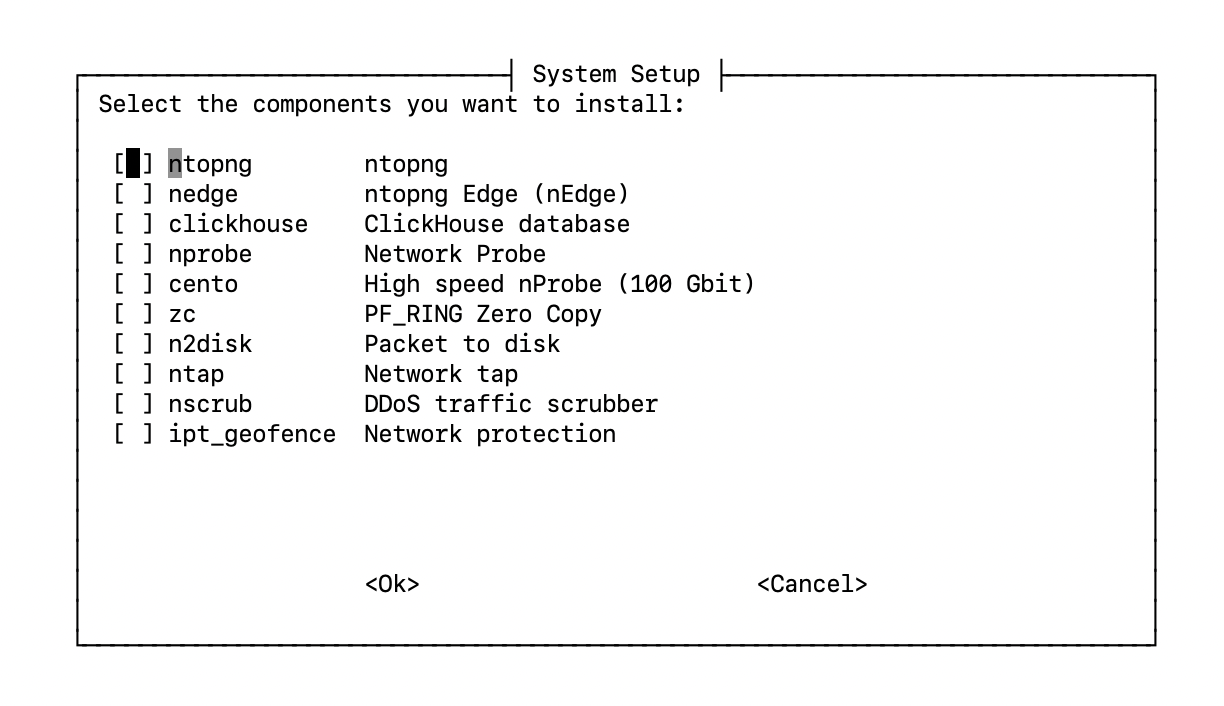 System Setup
Select the components you want to install:
[ ] ntopng ntopng
[ ] nedge ntopng Edge (nEdge)
[ ] clickhouse ClickHouse database
[ ] nprobe Network Probe
[ ] cento High speed nProbe (100 Gbit)
[ ] zc PF_RING Zero Copy
[ ] n2disk Packet to disk
[ ] ntap Network tap
[ ] nscrub DDoS traffic scrubber
[ ] ipt_geofence Network protection
<Ok> <Cancel>